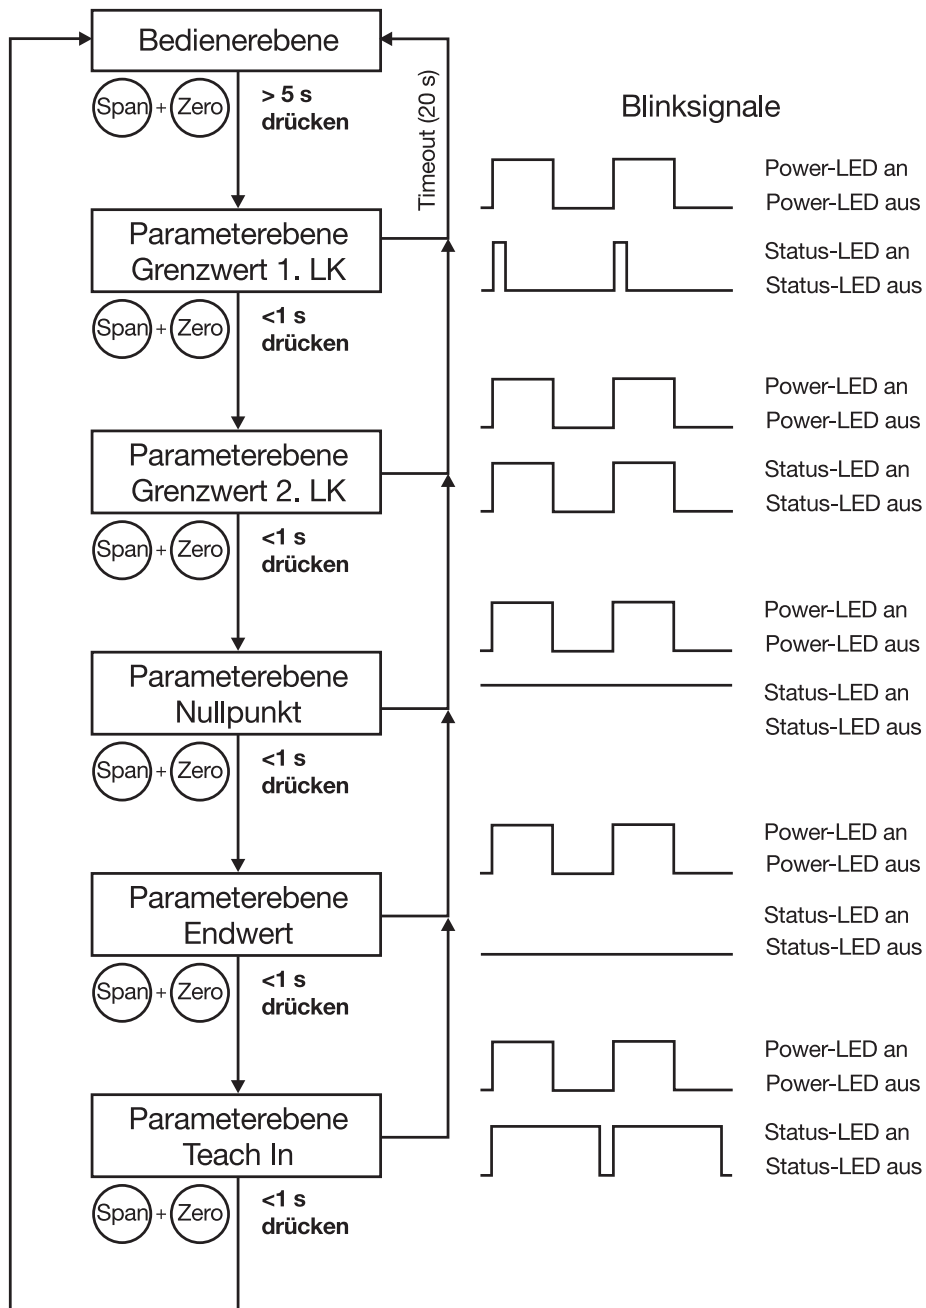 Bedienerebene
Span + Zero
> 5 s
drücken
Timeout (20 s)
Blinksignale
Power-LED an
Power-LED aus
Status-LED an
Status-LED aus
Parameterebene
Grenzwert 1. LK
Span + Zero
<1 s
drücken
Power-LED an
Power-LED aus
Status-LED an
Status-LED aus
Parameterebene
Grenzwert 2. LK
Span + Zero
<1 s
drücken
Power-LED an
Power-LED aus
Status-LED an
Status-LED aus
Parameterebene
Nullpunkt
Span + Zero
<1 s
drücken
Power-LED an
Power-LED aus
Status-LED an
Status-LED aus
Parameterebene
Endwert
Span + Zero
<1 s
drücken
Power-LED an
Power-LED aus
Status-LED an
Status-LED aus
Parameterebene
Teach In
Span + Zero
<1 s
drücken